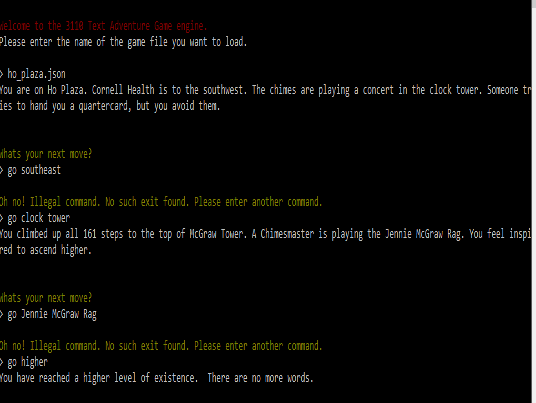 Welcome to the 3110 Text Adventure Game engine.
Please enter the name of the game file you want to load.
> ho_plaza.json
You are on Ho Plaza. Cornell Health is to the southwest. The chimes are playing a concert in the clock tower. Someone tr
ies to hand you a quartercard, but you avoid them.
Whats your next move?
> go southeast
Oh no! Illegal command. No such exit found. Please enter another command.
> go clock tower
You climbed up all 161 steps to the top of McGraw Tower. A Chimesmaster is playing the Jennie McGraw Rag. You feel inspi
red to ascend higher.
Whats your next move?
> go Jennie McGraw Rag
Oh no! Illegal command. No such exit found. Please enter another command.
> go higher
You have reached a higher level of existence.  There are no more words.